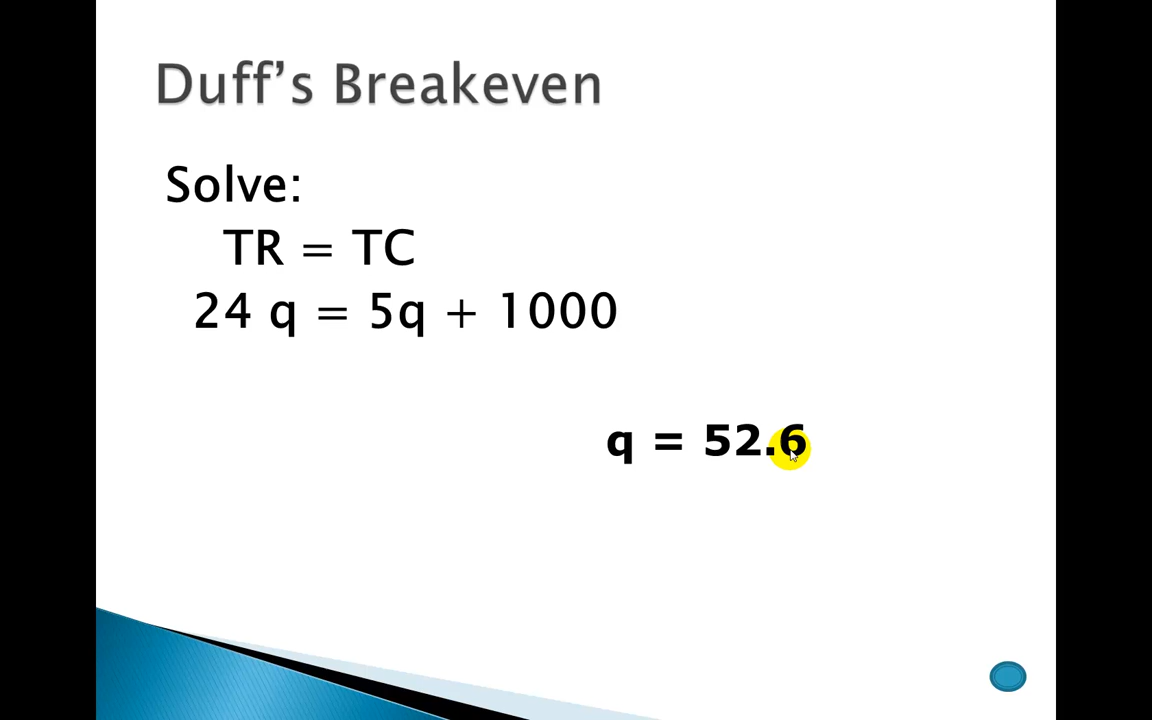 Duff’s Breakeven
Solve:
TR = TC
24 q = 5q + 1000
q = 52.6